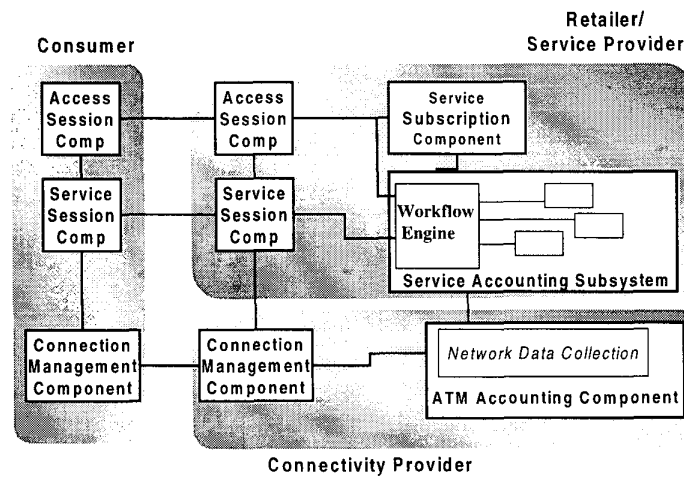 Retailer/
Service Provider
Consumer
Access
Session
Comp
Access
Session
Comp
Service
Subscription
Component
Service
Session
Comp
Service
Session
Comp
Workflow
Engine
Service Accounting Subsystem
Connection
Management
Component
Connection
Management
Component
Network Data Collection
ATM Accounting Component
Connectivity Provider